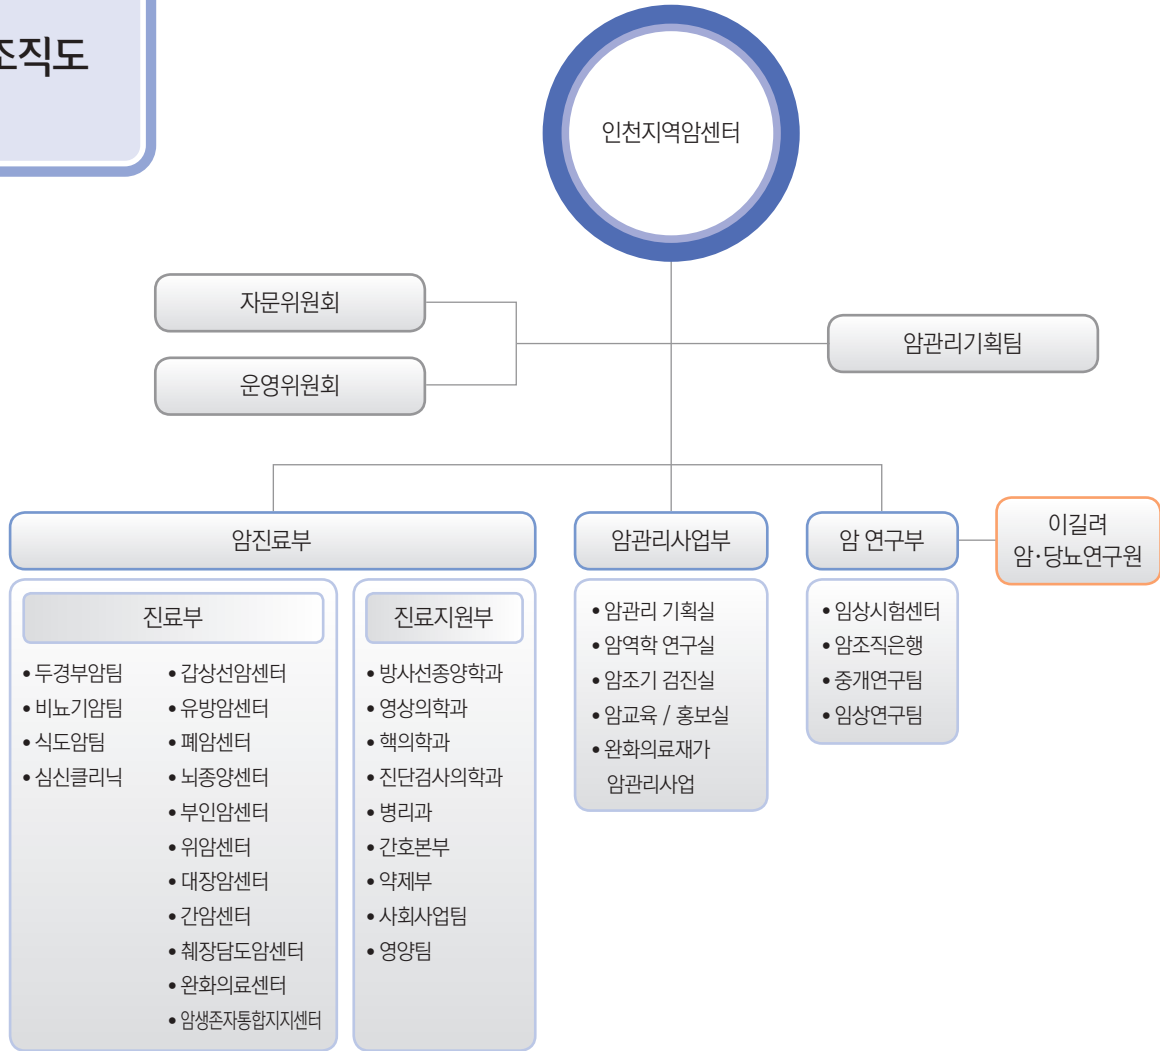 조직도
인천지역암센터
자문위원회
암관리기획팀
운영위원회
암진료부
암관리사업부
암 연구부
이길려
암·당뇨연구원
진료부
• 두경부암팀
• 비뇨기암팀
• 식도암팀
• 심신클리닉
• 갑상선암센터
• 유방암센터
• 폐암센터
• 뇌종양센터
• 부인암센터
• 위암센터
• 대장암센터
• 간암센터
• 췌장담도암센터
• 완화의료센터
• 암생존자통합지지센터
진료지원부
• 방사선종양학과
• 영상의학과
• 핵의학과
• 진단검사의학과
• 병리과
• 간호본부
• 약제부
• 사회사업팀
• 영양팀
• 암관리 기획실
• 암역학 연구실
• 암조기 검진실
• 암교육 / 홍보실
• 완화의료재가
암관리사업
• 임상시험센터
• 암조직은행
• 중개연구팀
• 임상연구팀